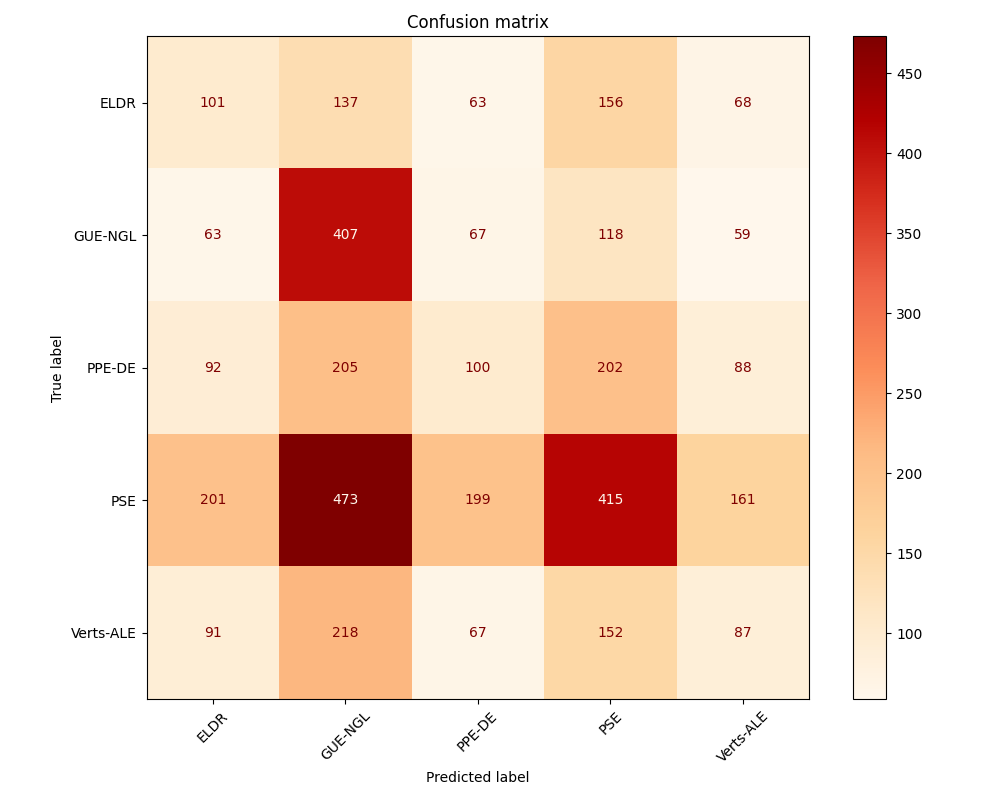 Confusion matrix
ELDR 101 137 63 156 68
GUE-NGL 63 407 67 118 59
PPE-DE 92 205 100 202 88
PSE 201 473 199 415 161
Verts-ALE 91 218 67 152 87
True label
ELDR GUE-NGL PPE-DE PSE Verts-ALE
Predicted label
450
400
350
300
250
200
150
100